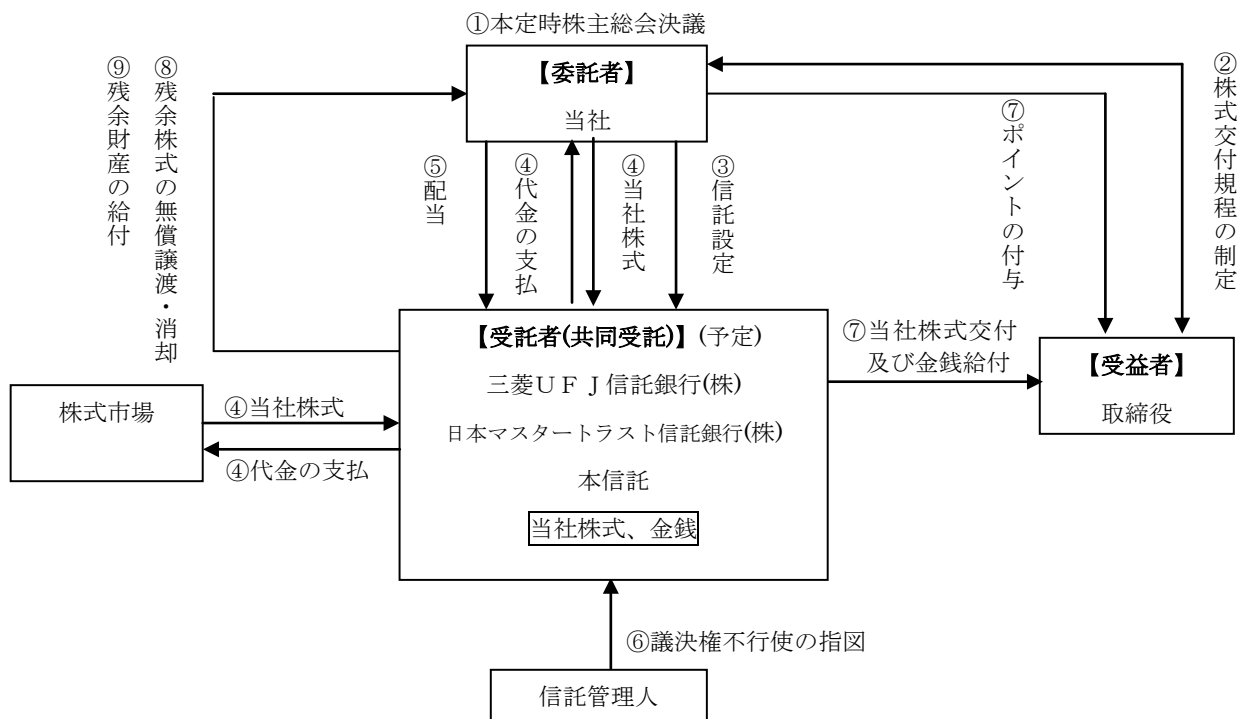 ①本定時株主総会決議
【委託者】
当社
⑨残余財産の給付
⑧残余株式の無償譲渡・消却
⑤配当
④代金の支払
④当社株式
③信託設定
⑦ポイントの付与
②株式交付規程の制定
【受託者(共同受託)】(予定)
三菱UFJ信託銀行(株)
日本マスタートラスト信託銀行(株)
本信託
当社株式、金銭
株式市場
④当社株式
④代金の支払
⑦当社株式交付
及び金銭給付
【受益者】
取締役
⑥議決権不行使の指図
信託管理人